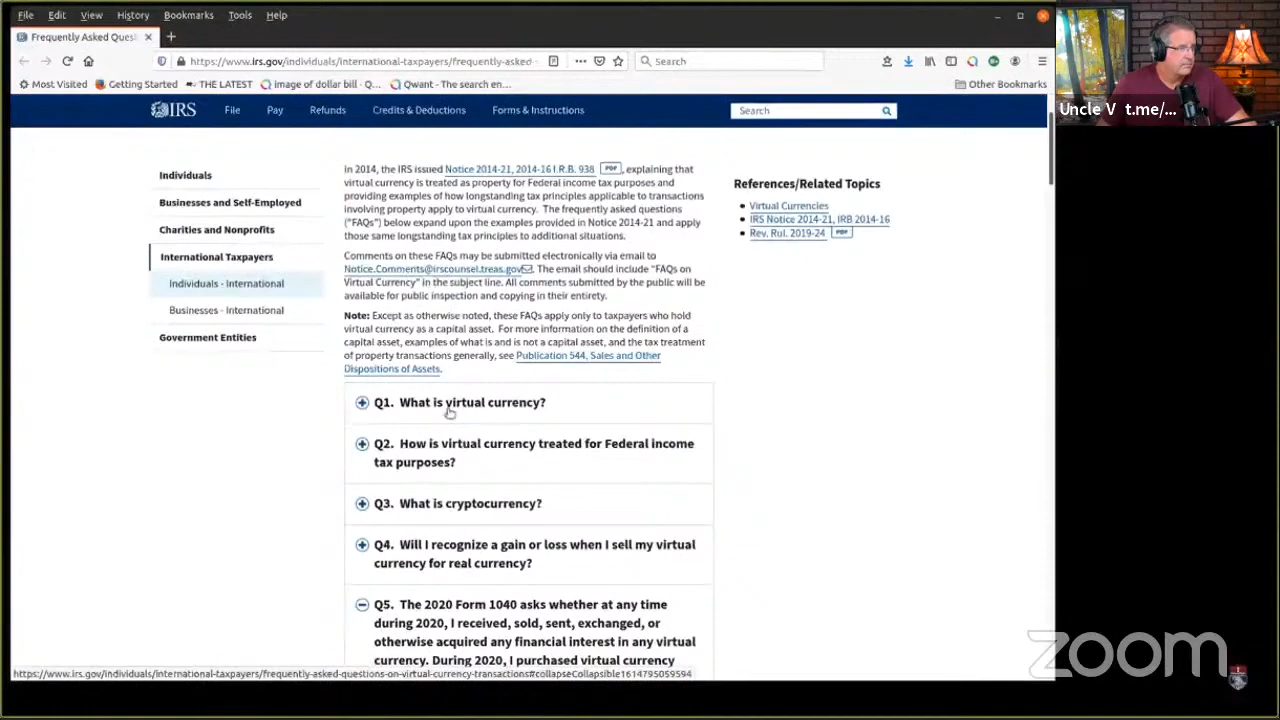 File Edit View History Bookmarks Tools Help
Frequently Asked Ques
https://www.irs.gov/individuals/international-taxpayers/frequently-asked
Search
Most Visited Getting Started THE LATEST Image of dollar bill - Q... Qwant - The search en... Other Bookmarks
Uncle V t.me/...
IRS File Pay Refunds Credits & Deductions Forms & Instructions Search
Individuals
Businesses and Self-Employed
Charities and Nonprofits
International Taxpayers
Individuals - International
Businesses - International
Government Entities
In 2014, the IRS issued Notice 2014-21, 2014-16 I.R.B. 938 PDF, explaining that
virtual currency is treated as property for Federal income tax purposes and
providing examples of how longstanding tax principles applicable to transactions
involving property apply to virtual currency. The frequently asked questions
("FAQs") below expand upon the examples provided in Notice 2014-21 and apply
those same longstanding tax principles to additional situations.
Comments on these FAQs may be submitted electronically via email to
Notice.Comments@irscounsel.treas.gov. The email should include "FAQs on
Virtual Currency" in the subject line. All comments submitted by the public will be
available for public inspection and copying in their entirety.
Note: Except as otherwise noted, these FAQs apply only to taxpayers who hold
virtual currency as a capital asset. For more information on the definition of a
capital asset, examples of what is and is not a capital asset, and the tax treatment
of property transactions generally, see Publication 544, Sales and Other
Dispositions of Assets.
Q1. What is virtual currency?
Q2. How is virtual currency treated for Federal income
tax purposes?
Q3. What is cryptocurrency?
Q4. Will I recognize a gain or loss when I sell my virtual
currency for real currency?
Q5. The 2020 Form 1040 asks whether at any time
during 2020, I received, sold, sent, exchanged, or
otherwise acquired any financial interest in any virtual
currency. During 2020, I purchased virtual currency
References/Related Topics
Virtual Currencies
IRS Notice 2014-21, IRB 2014-16
Rev. Rul. 2019-24 PDF
https://www.irs.gov/individuals/international-taxpayers/frequently-asked-questions-on-virtual-currency-transactions#collapseCollapsible1614795059594
zoom